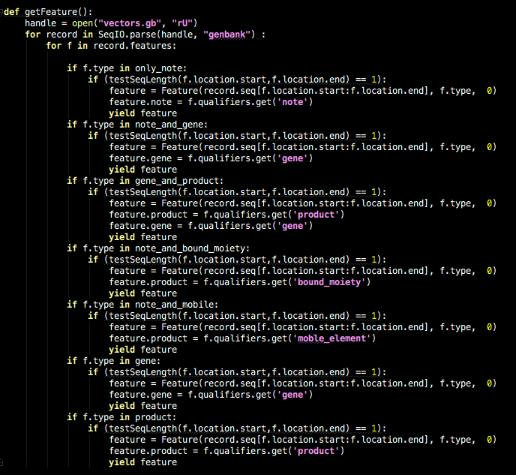 def getFeature():
    handle = open("vectors.gb", "rU")
    for record in SeqIO.parse(handle, "genbank") :
        for f in record.features:

            if f.type in only_note:
                if (testSeqLength(f.location.start,f.location.end) == 1):
                    feature = Feature(record.seq[f.location.start:f.location.end], f.type,  0)
                    feature.note = f.qualifiers.get('note')
                    yield feature
            if f.type in note_and_gene:
                if (testSeqLength(f.location.start,f.location.end) == 1):
                    feature = Feature(record.seq[f.location.start:f.location.end], f.type,  0)
                    feature.gene = f.qualifiers.get('gene')
                    yield feature
            if f.type in gene_and_product:
                if (testSeqLength(f.location.start,f.location.end) == 1):
                    feature = Feature(record.seq[f.location.start:f.location.end], f.type,  0)
                    feature.product = f.qualifiers.get('product')
                    feature.gene = f.qualifiers.get('gene')
                    yield feature
            if f.type in note_and_bound_moiety:
                if (testSeqLength(f.location.start,f.location.end) == 1):
                    feature = Feature(record.seq[f.location.start:f.location.end], f.type,  0)
                    feature.product = f.qualifiers.get('bound_moiety')
                    yield feature
            if f.type in note_and_mobile:
                if (testSeqLength(f.location.start,f.location.end) == 1):
                    feature = Feature(record.seq[f.location.start:f.location.end], f.type,  0)
                    feature.product = f.qualifiers.get('moble_element')
                    yield feature
            if f.type in gene:
                if (testSeqLength(f.location.start,f.location.end) == 1):
                    feature = Feature(record.seq[f.location.start:f.location.end], f.type,  0)
                    feature.gene = f.qualifiers.get('gene')
                    yield feature
            if f.type in product:
                if (testSeqLength(f.location.start,f.location.end) == 1):
                    feature = Feature(record.seq[f.location.start:f.location.end], f.type,  0)
                    feature.product = f.qualifiers.get('product')
                    yield feature